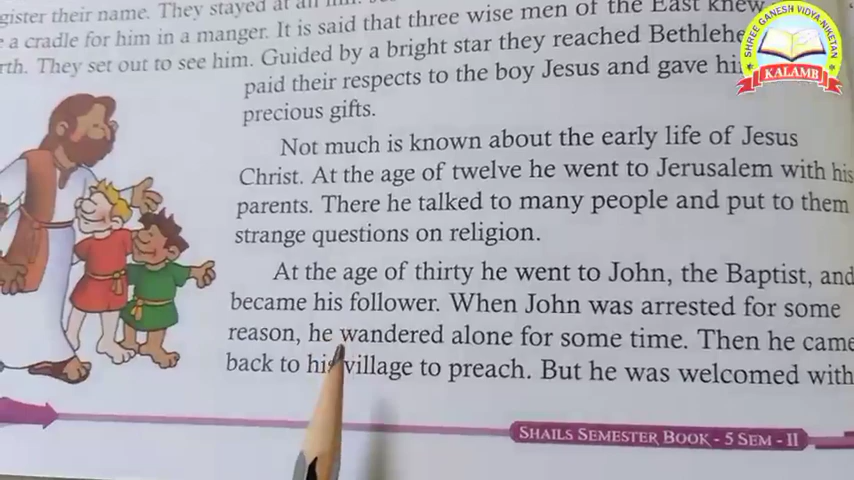 gister their name. They stayed at an inn.
e a cradle for him in a manger. It is said that three wise men of the East knew
rth. They set out to see him. Guided by a bright star they reached Bethlehe
paid their respects to the boy Jesus and gave hi
precious gifts.
Not much is known about the early life of Jesus
Christ. At the age of twelve he went to Jerusalem with his
parents. There he talked to many people and put to them
strange questions on religion.
At the age of thirty he went to John, the Baptist, and
became his follower. When John was arrested for some
reason, he wandered alone for some time. Then he came
back to his village to preach. But he was welcomed with
SHAILS SEMESTER BOOK - 5 SEM - II
SHREE GANESH VIDYA-NIKETAN
KALAMB